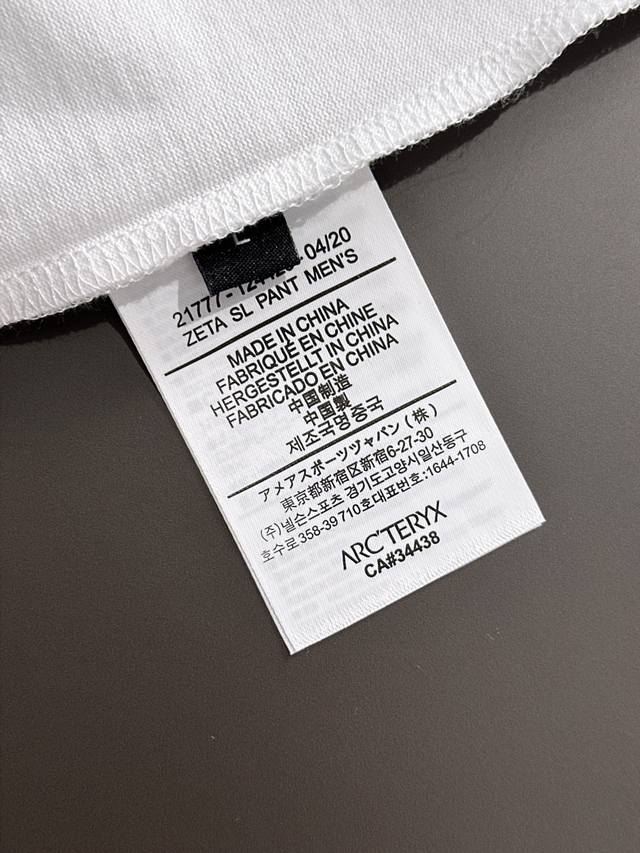 L
21777- 04/20
ZETA SL PANT MEN'S
MADE IN CHINA
FABRIQUÉ EN CHINE
HERGESTELLT IN CHINA
FABRICADO EN CHINA
中国制造
中国製
제조국명 중국
アメアスポーツヅャパン(株)
東京都新宿区新宿6-27-30
(주)넬슨스포츠 경기도고양시일산동구
호수로358-39 710호대표번호:1644-1708
ARC'TERYX
CA#34438